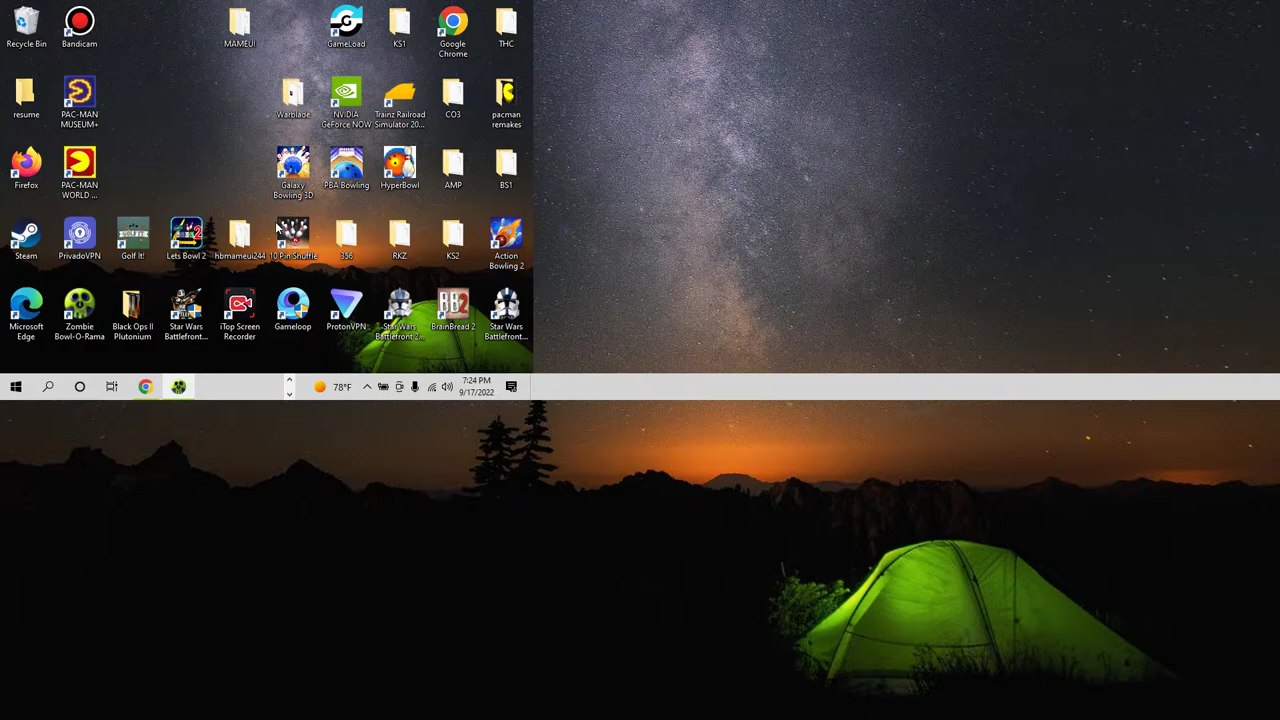 Recycle Bin
Bandicam
MAMEUI
GameLoad
KS1
Google
Chrome
THC
resume
PAC-MAN
MUSEUM+
Warblade
NVIDIA
GeForce NOW
Trainz Railroad
Simulator 20...
CO3
pacman
remakes
Firefox
PAC-MAN
WORLD ...
Galaxy
Bowling 3D
PBA Bowling
HyperBowl
AMP
BS1
Steam
PrivadoVPN
Golf It!
2
Lets Bowl 2
hbmameui244
10 Pin Shuffle
356
RKZ
KS2
Action
Bowling 2
Microsoft
Edge
Zombie
Bowl-O-Rama
Black Ops II
Plutonium
Star Wars
Battlefront...
iTop Screen
Recorder
Gameloop
ProtonVPN
Star Wars
Battlefront 2...
BB2
BrainBread 2
Star Wars
Battlefront...
78°F
7:24 PM
9/17/2022